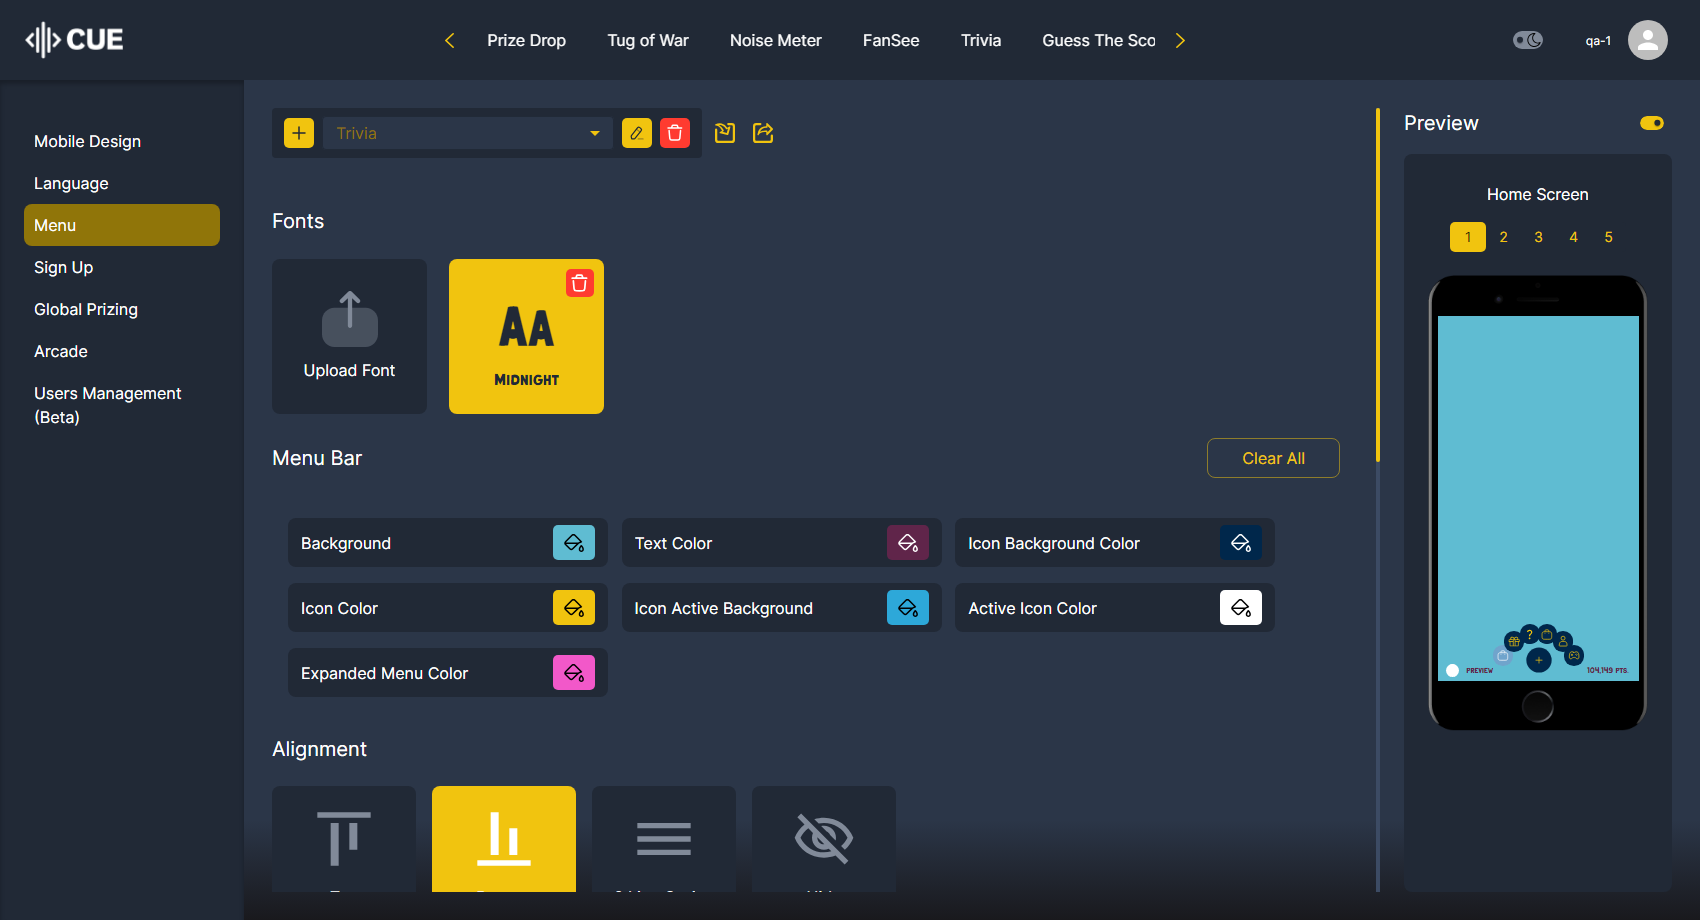 CUE
Prize Drop Tug of War Noise Meter FanSee Trivia Guess The Sco
qa-1
Mobile Design
Language
Menu
Sign Up
Global Prizing
Arcade
Users Management
(Beta)
Trivia
Fonts
Upload Font
AA
MIDNIGHT
Menu Bar
Clear All
Background
Text Color
Icon Background Color
Icon Color
Icon Active Background
Active Icon Color
Expanded Menu Color
Alignment
Preview
Home Screen
1 2 3 4 5
?
PREVIEW
104,149 PTS